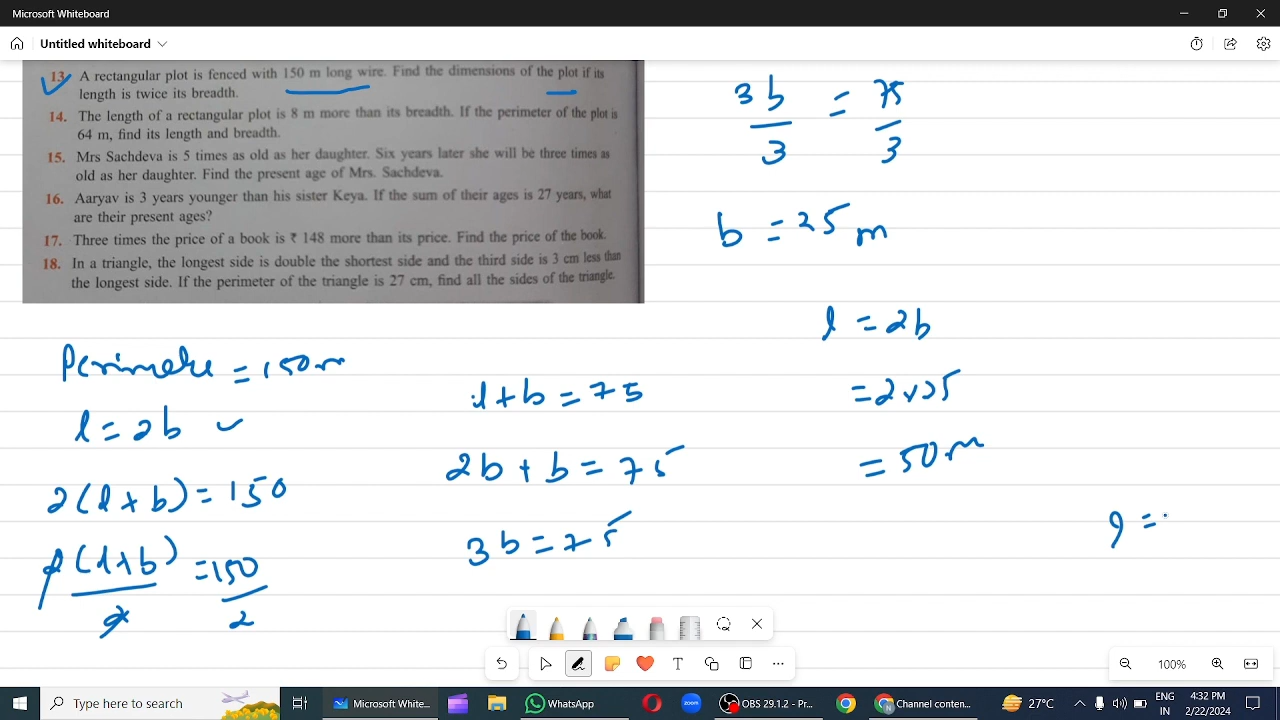 Microsoft Whiteboard
Untitled whiteboard
13. A rectangular plot is fenced with 150 m long wire. Find the dimensions of the plot if its
length is twice its breadth.
14. The length of a rectangular plot is 8 m more than its breadth. If the perimeter of the plot is
64 m, find its length and breadth.
15. Mrs Sachdeva is 5 times as old as her daughter. Six years later she will be three times as
old as her daughter. Find the present age of Mrs. Sachdeva.
16. Aaryav is 3 years younger than his sister Keya. If the sum of their ages is 27 years, what
are their present ages?
17. Three times the price of a book is ₹ 148 more than its price. Find the price of the book.
18. In a triangle, the longest side is double the shortest side and the third side is 3 cm less than
the longest side. If the perimeter of the triangle is 27 cm, find all the sides of the triangle.
Perimeter = 150 m
l = 2b
2(l+b) = 150
2(l+b) = 150
2 2
l+b = 75
2b + b = 75
3b = 75
3b = 75
3 3
b = 25 m
l = 2b
= 2×25
= 50 m
l =
T
100%
Type here to search
Microsoft White...
WhatsApp
zoom
OBS 29.1.2 - Pr...
Channel conten...
27°C
ENG
IN
4:32 PM
2/22/2024